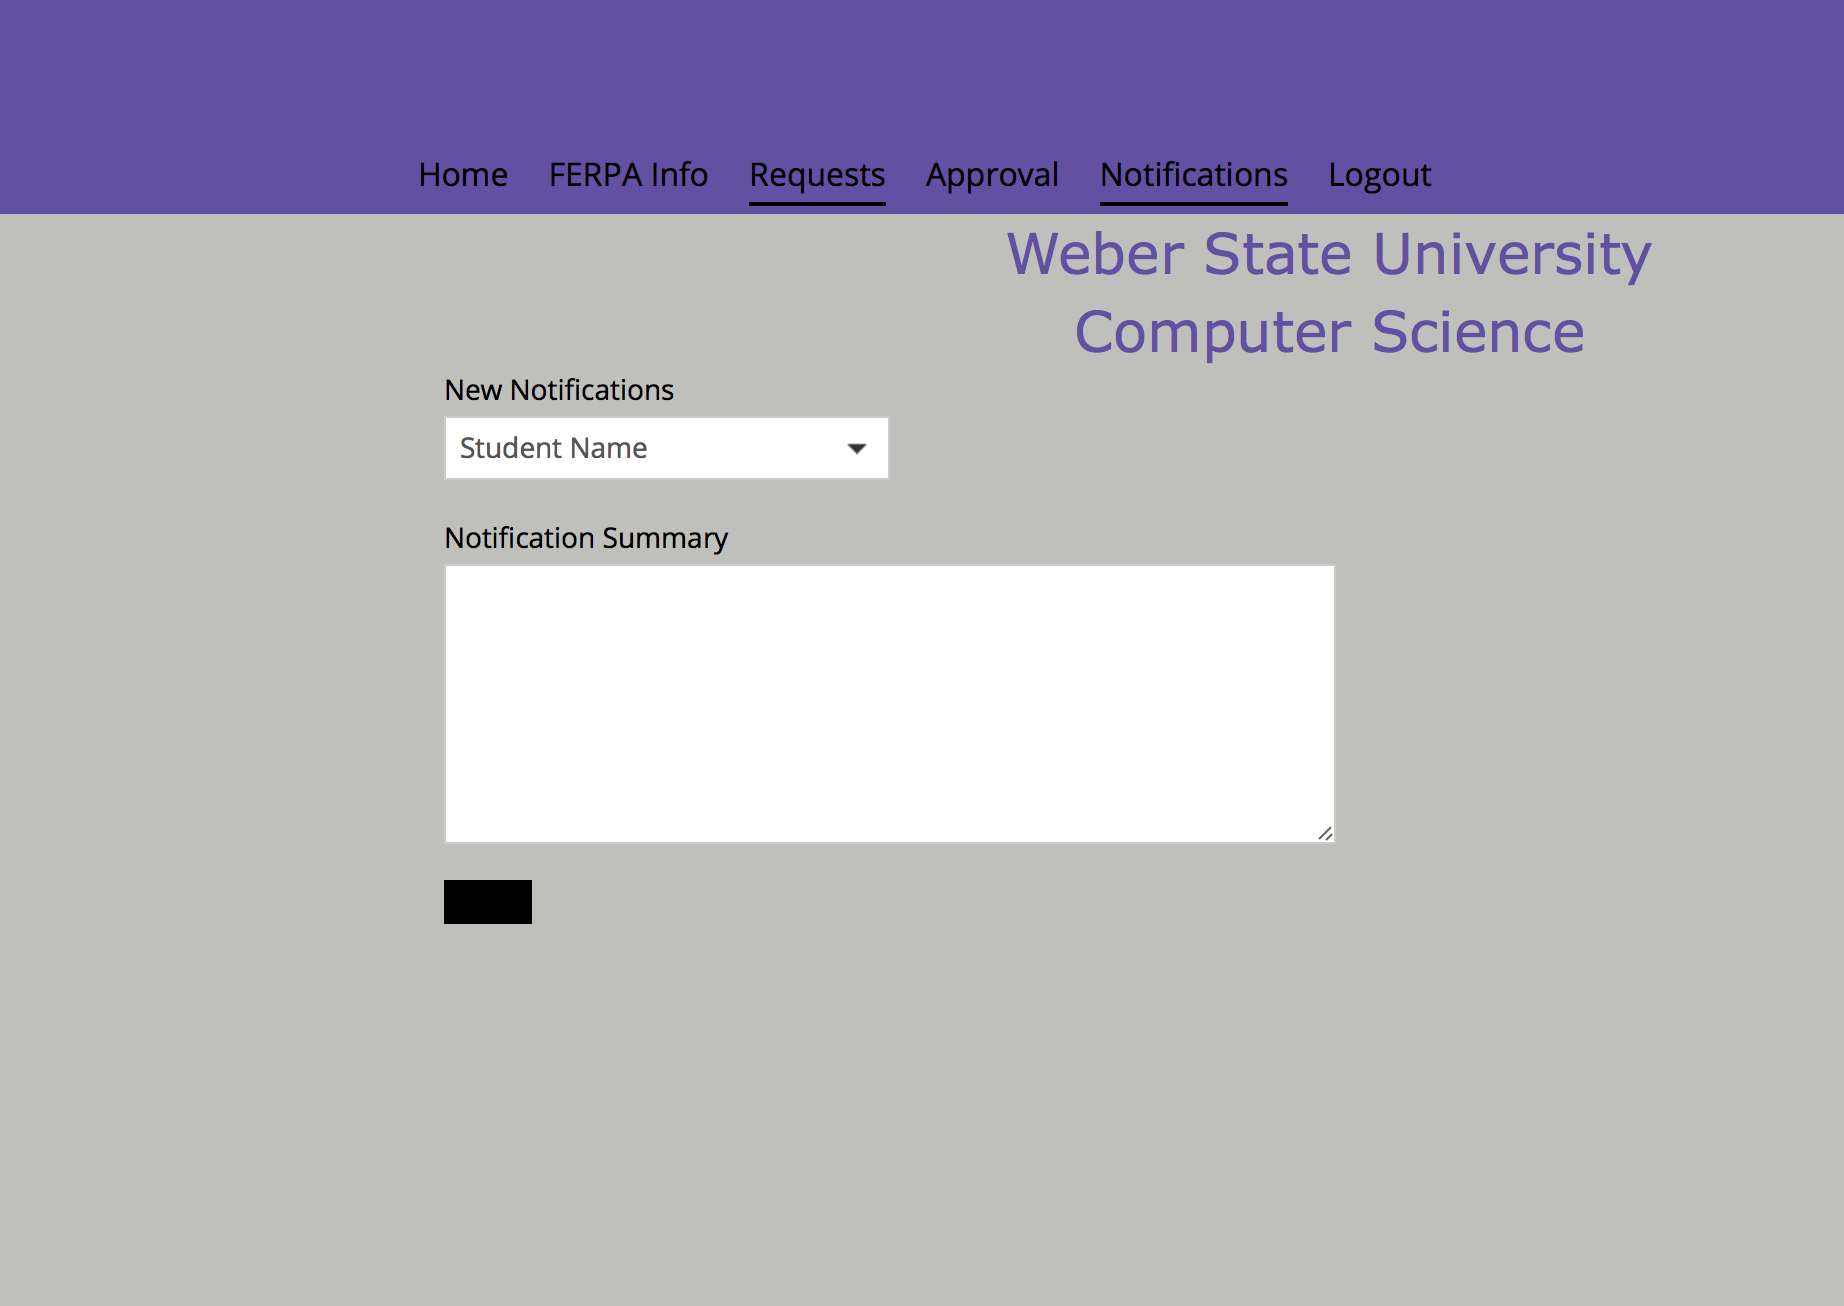 Home FERPA Info Requests Approval Notifications Logout
Weber State University
Computer Science
New Notifications
Student Name
Notification Summary